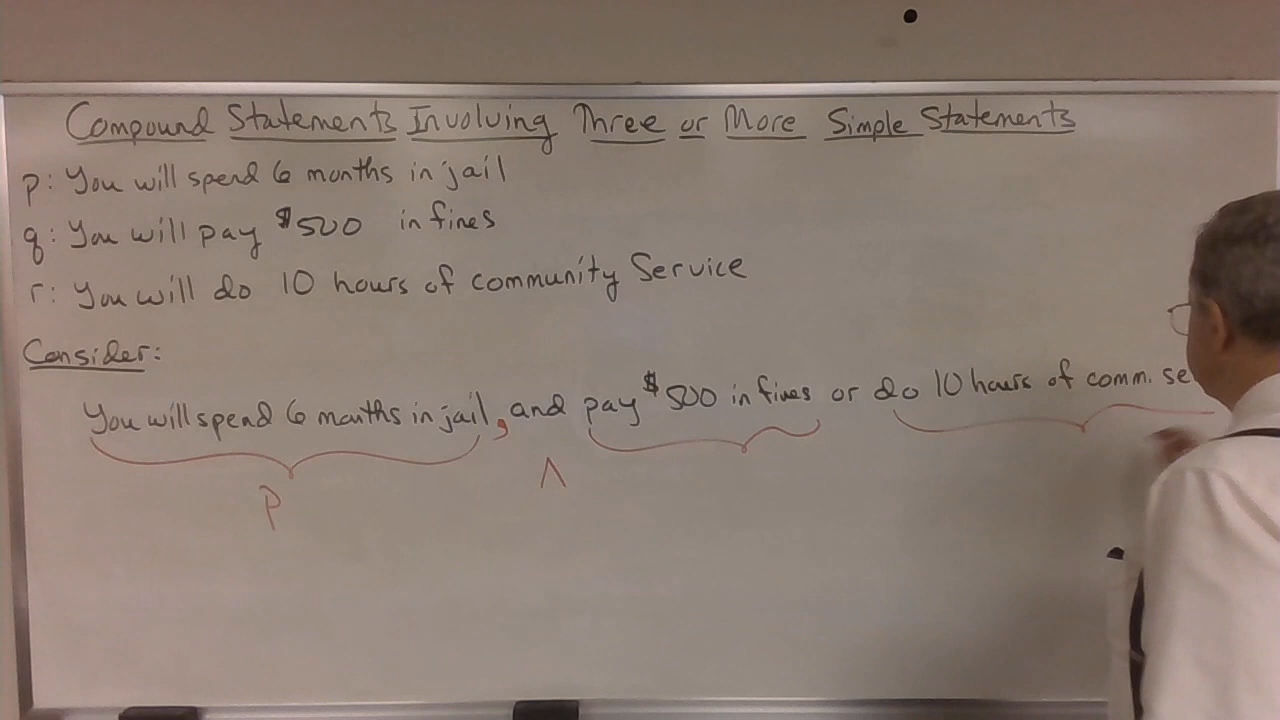 Compound Statements Involving Three or More Simple Statements
p: You will spend 6 months in jail
q: You will pay $500 in fines
r: You will do 10 hours of community Service
Consider:
You will spend 6 months in jail, and pay $500 in fines or do 10 hours of comm. se
P ∧